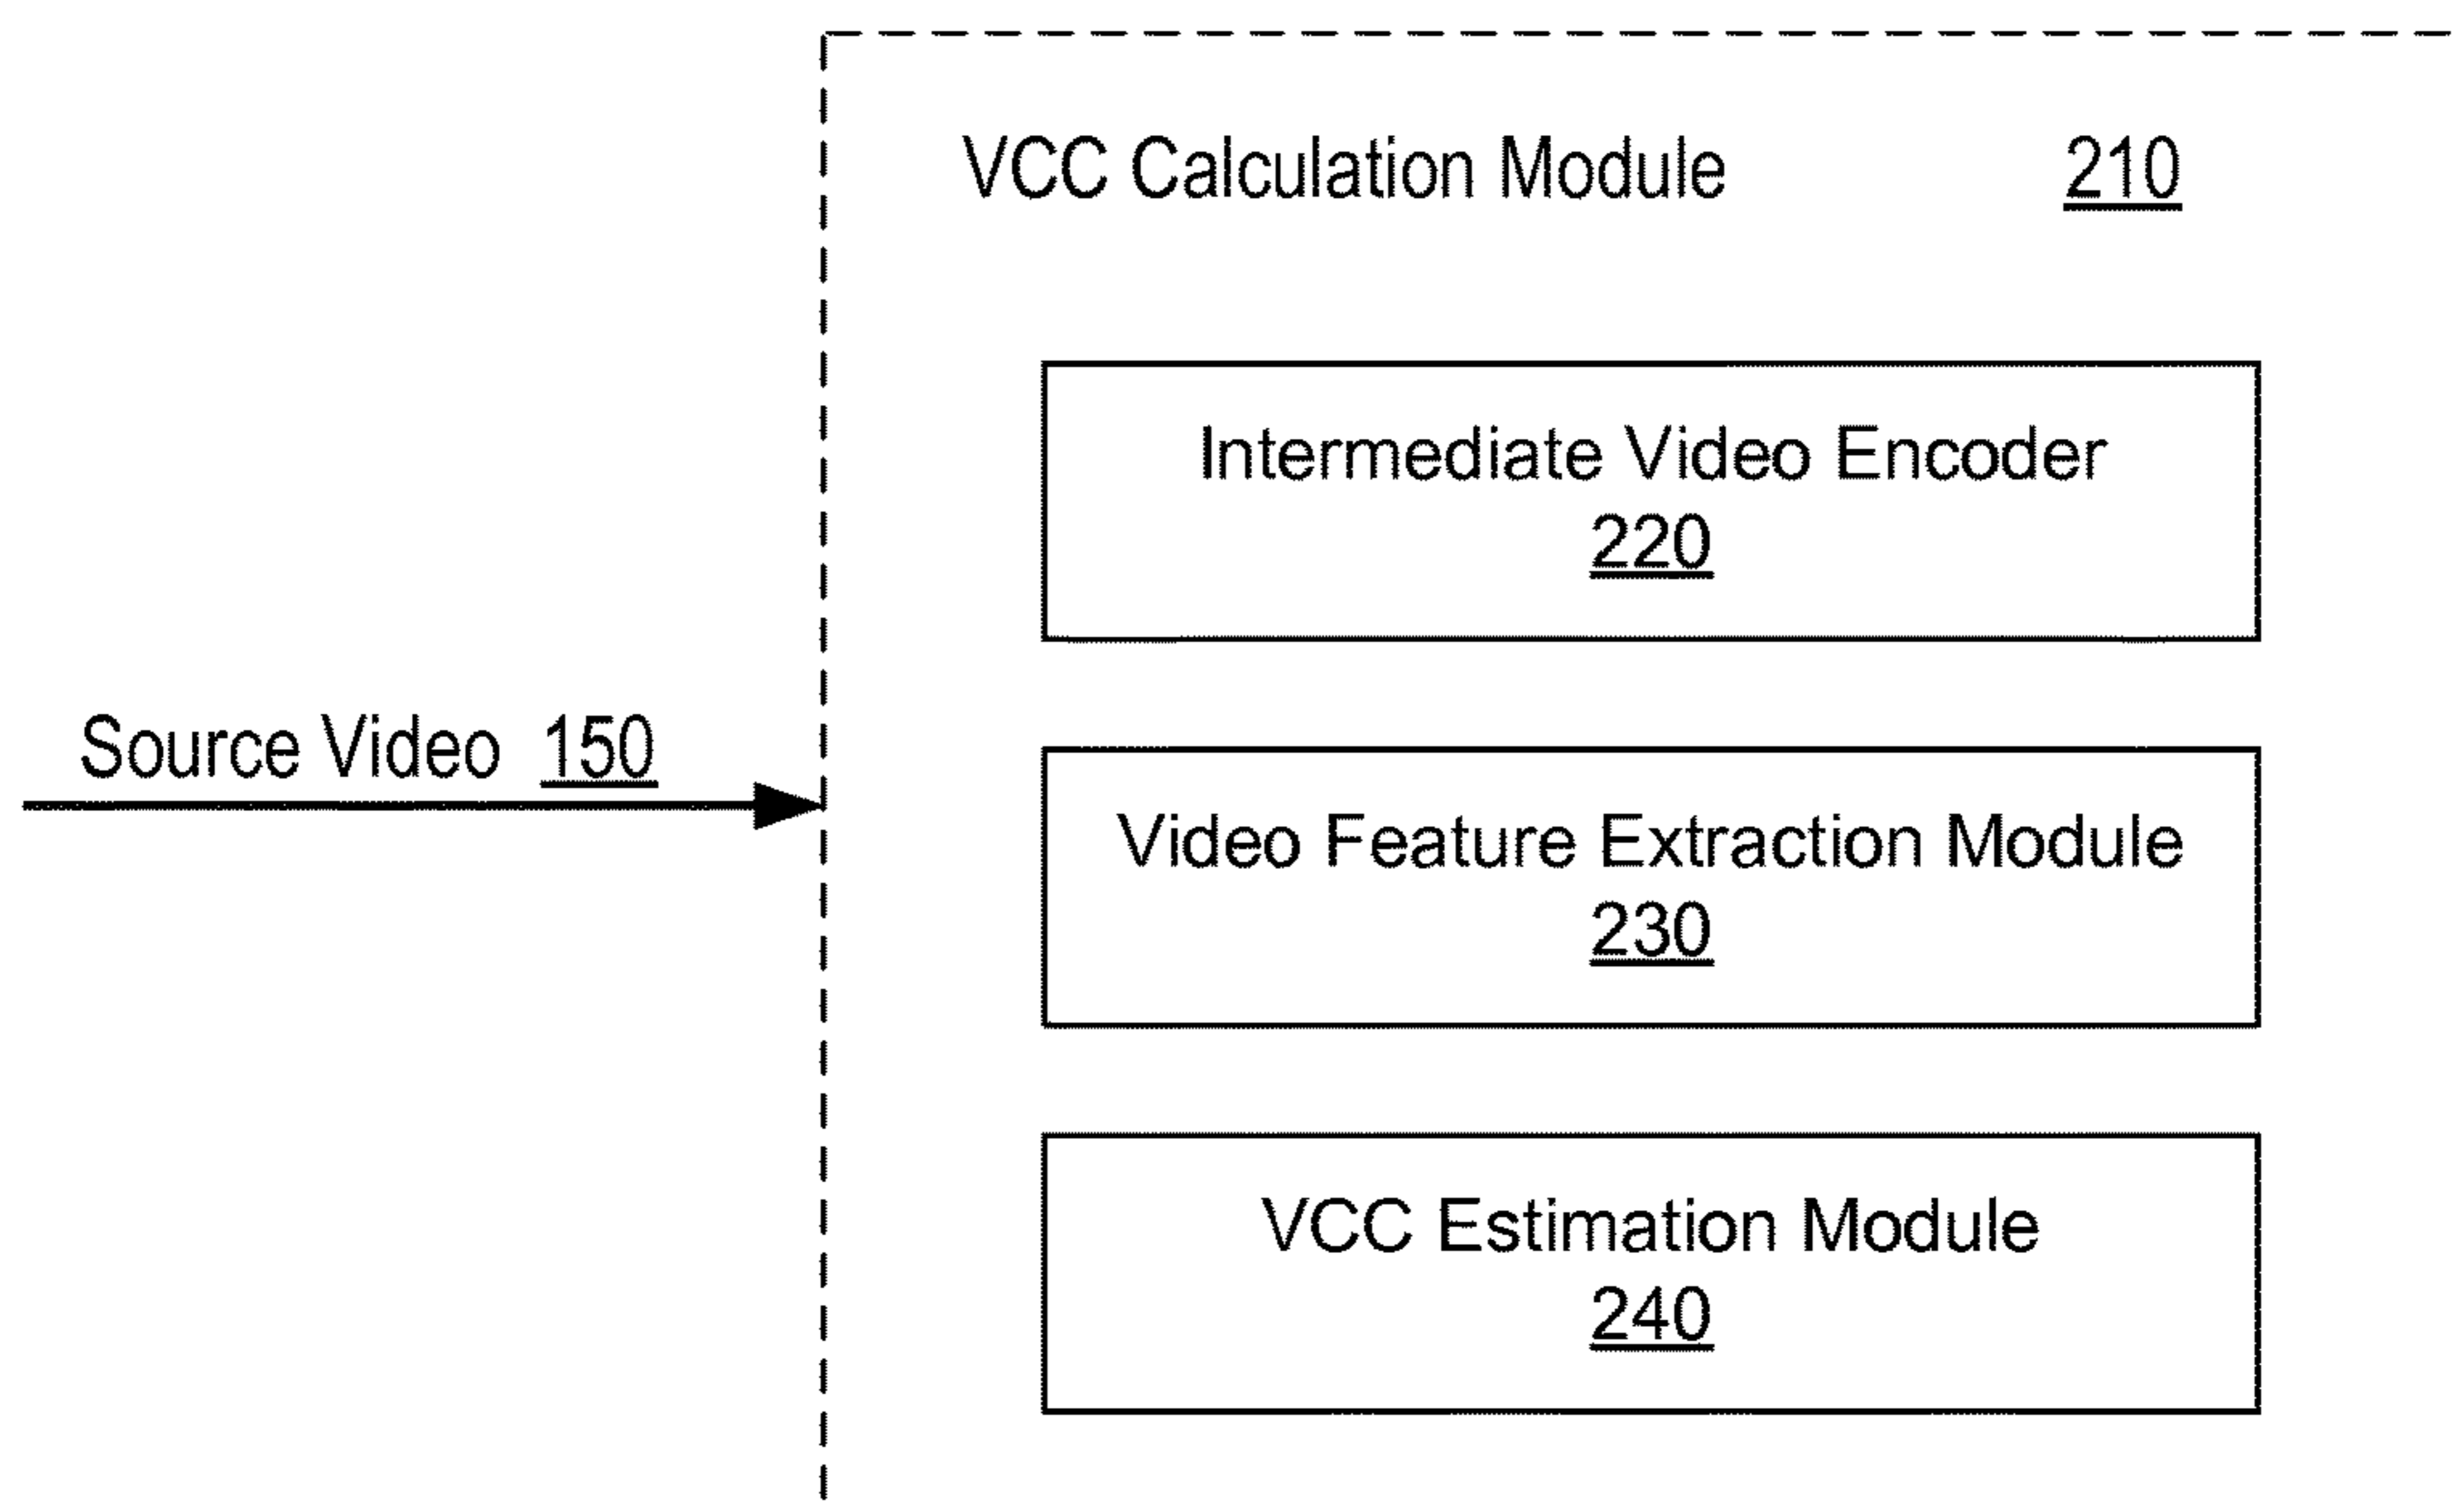 VCC Calculation Module 210
Intermediate Video Encoder
220
Source Video 150
Video Feature Extraction Module
230
VCC Estimation Module
240